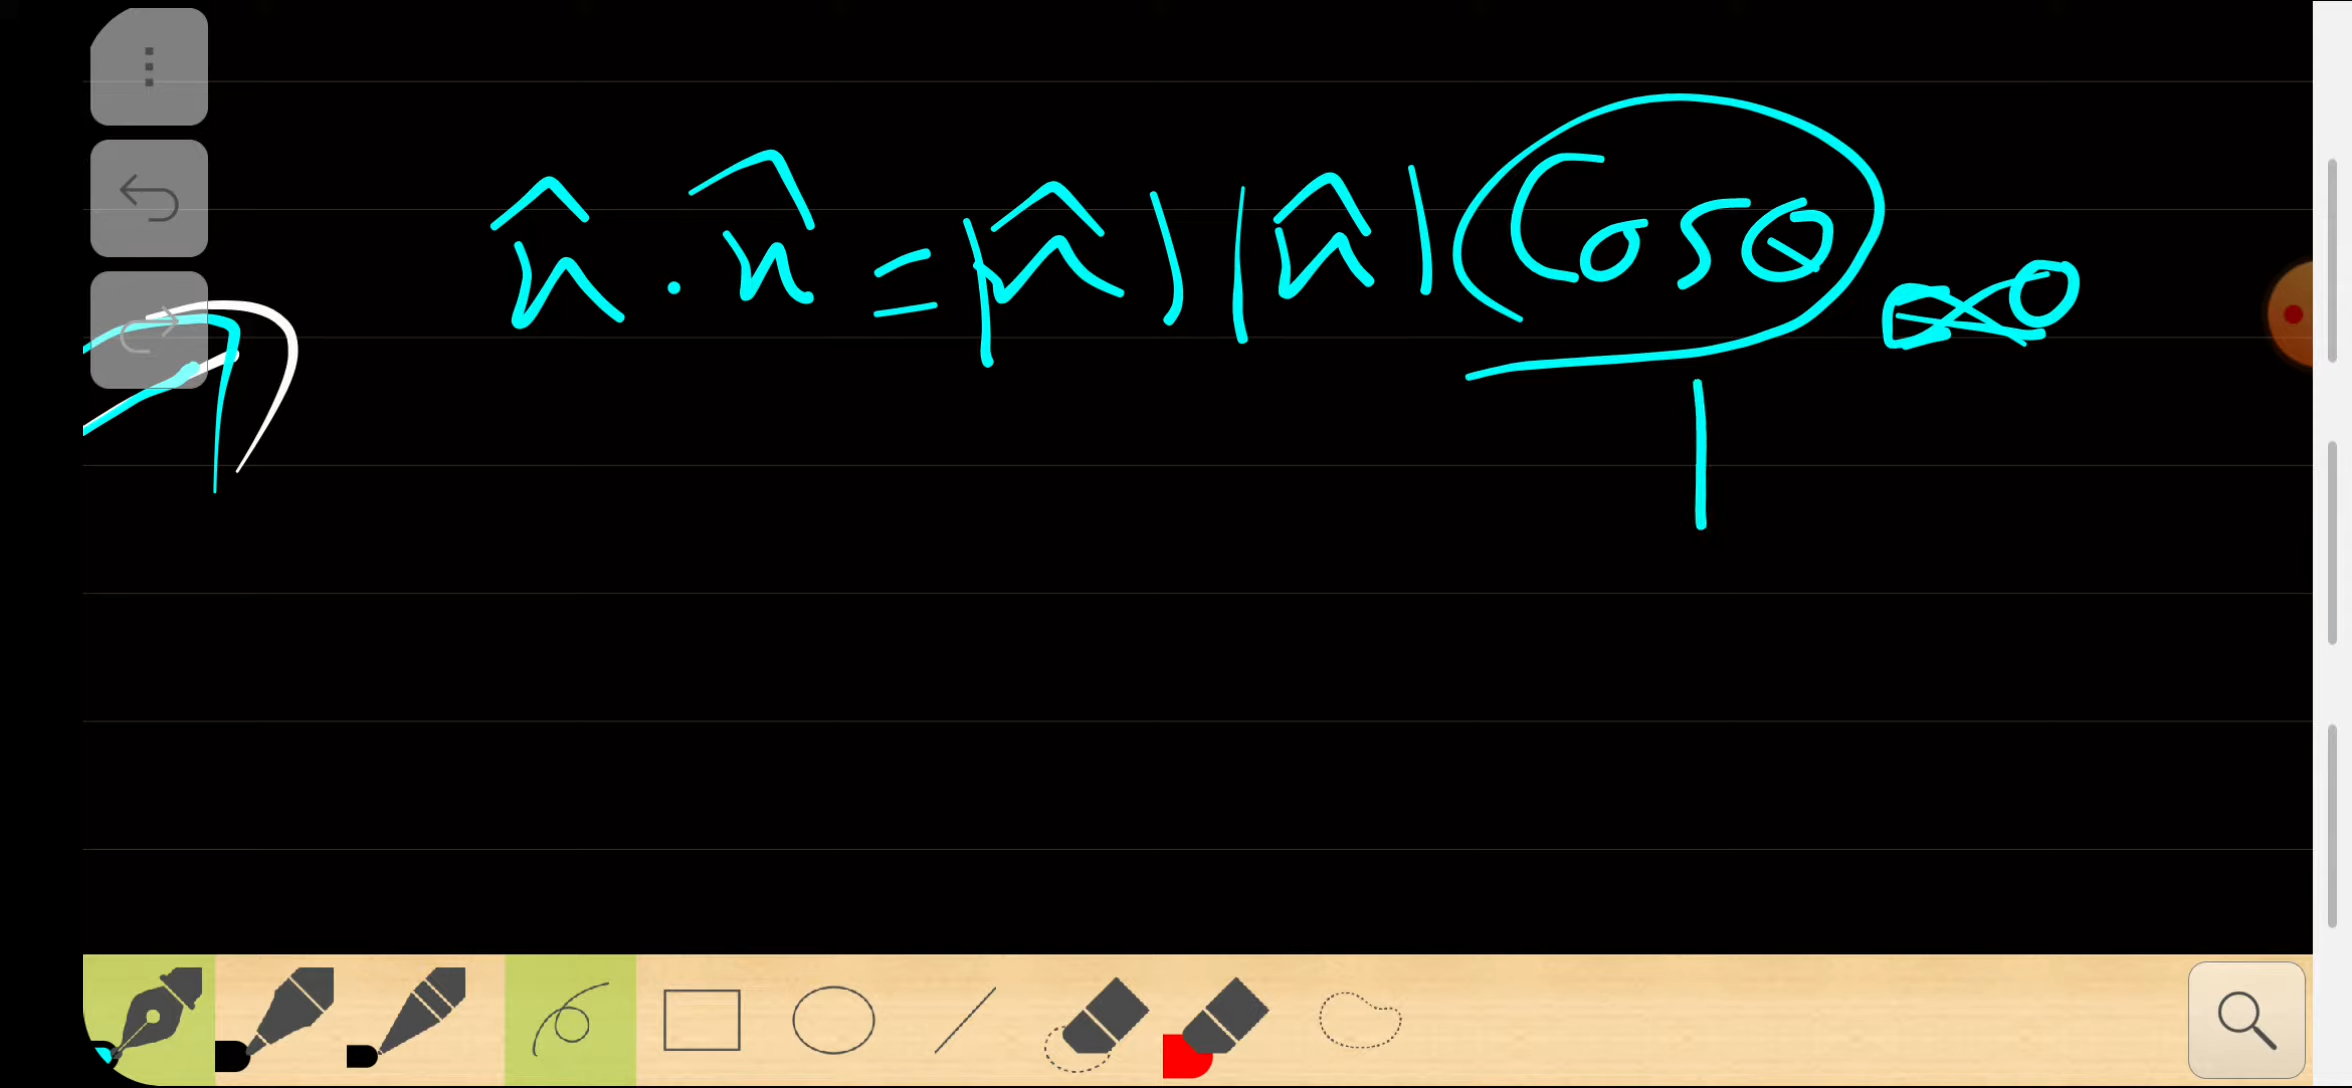 n̂ · n̂ = |n̂| |n̂| Cosθ
1